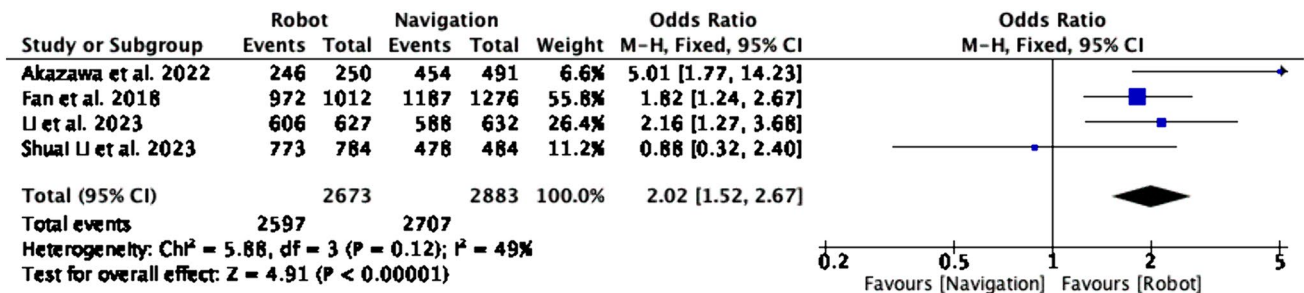 Robot Navigation Odds Ratio Odds Ratio
Study or Subgroup Events Total Events Total Weight M-H, Fixed, 95% CI M-H, Fixed, 95% CI
Akazawa et al. 2022 246 250 454 491 6.6% 5.01 [1.77, 14.23]
Fan et al. 2018 972 1012 1187 1276 55.8% 1.82 [1.24, 2.67]
Li et al. 2023 606 627 588 632 26.4% 2.16 [1.27, 3.68]
Shuai Li et al. 2023 773 784 478 484 11.2% 0.88 [0.32, 2.40]
Total (95% CI) 2673 2883 100.0% 2.02 [1.52, 2.67]
Total events 2597 2707
Heterogeneity: Chi² = 5.88, df = 3 (P = 0.12); I² = 49%
Test for overall effect: Z = 4.91 (P < 0.00001)
0.2 0.5 1 2 5
Favours [Navigation] Favours [Robot]